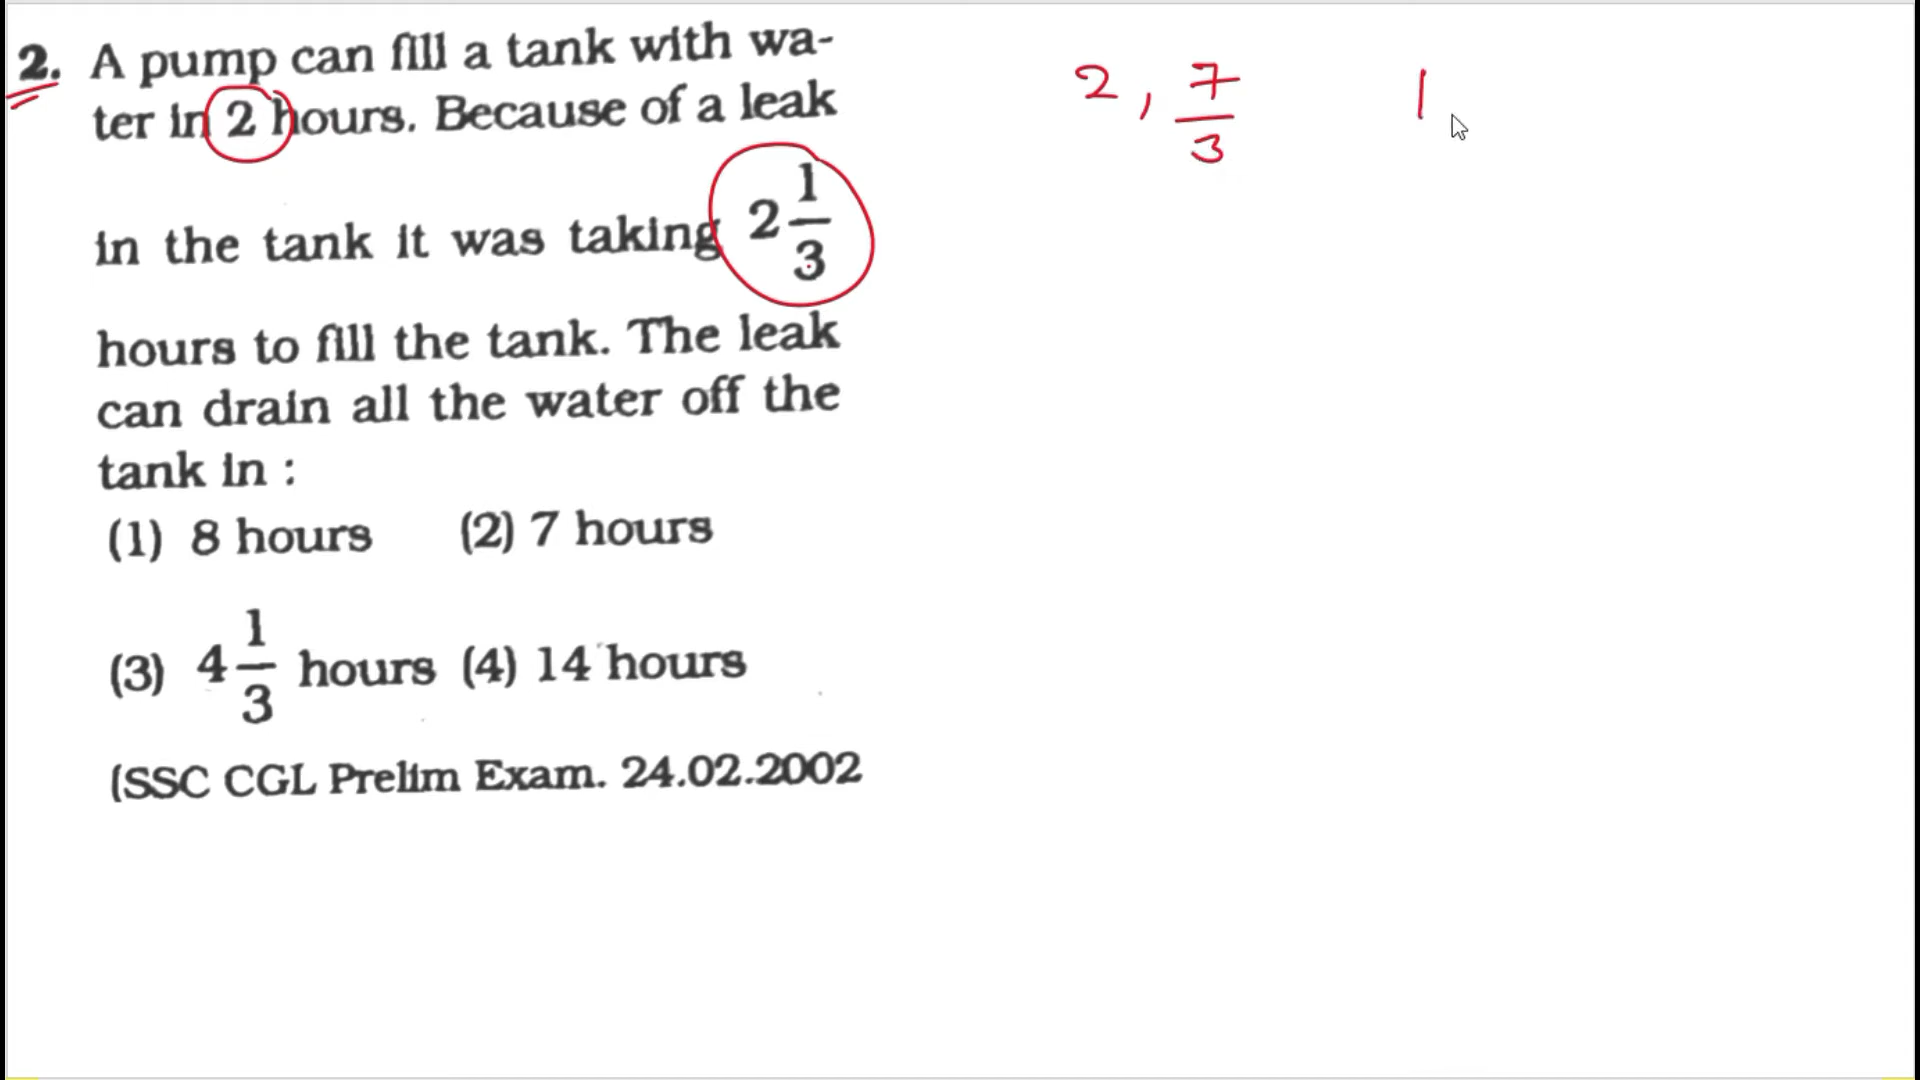 2. A pump can fill a tank with wa-
ter in 2 hours. Because of a leak
in the tank it was taking 2 1/3
hours to fill the tank. The leak
can drain all the water off the
tank in :
(1) 8 hours (2) 7 hours
(3) 4 1/3 hours (4) 14 hours
(SSC CGL Prelim Exam. 24.02.2002
2, 7/3 1